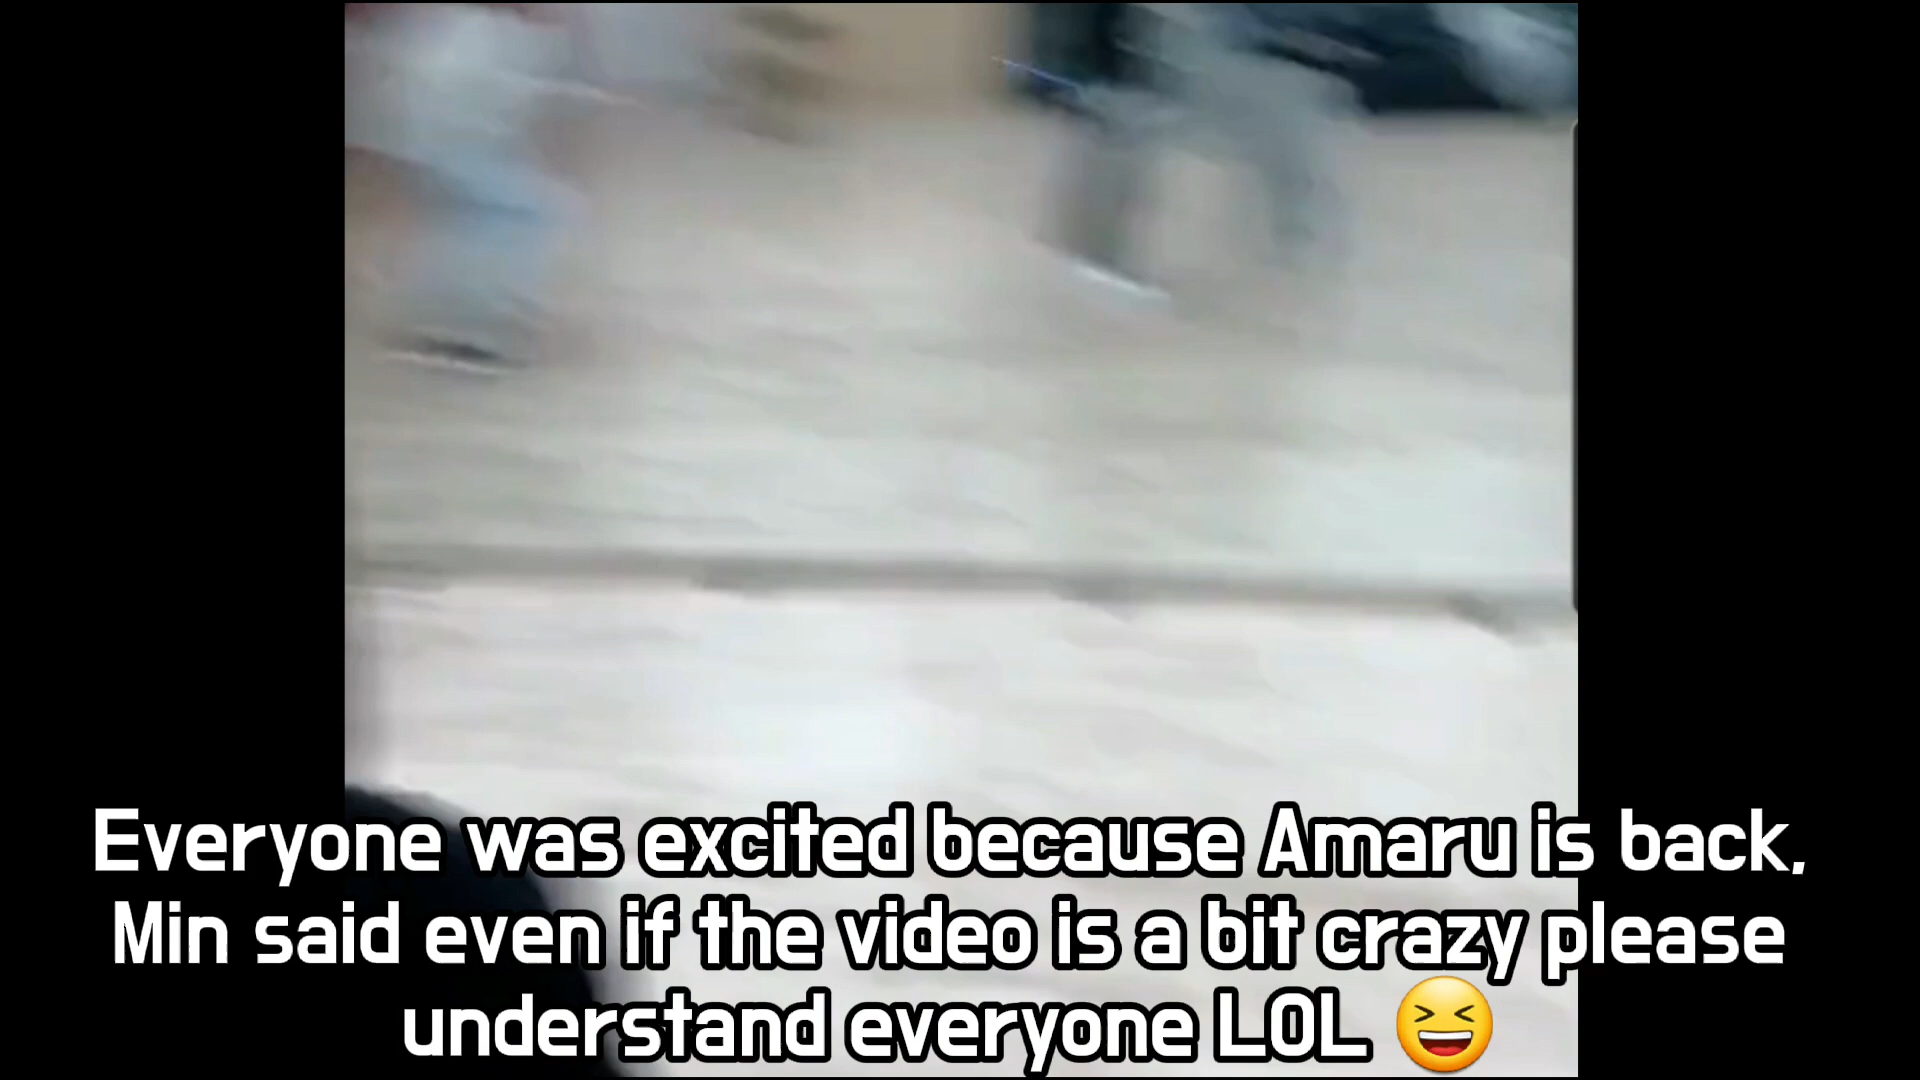 Everyone was excited because Amaru is back,
Min said even if the video is a bit crazy please
understand everyone LOL 😆